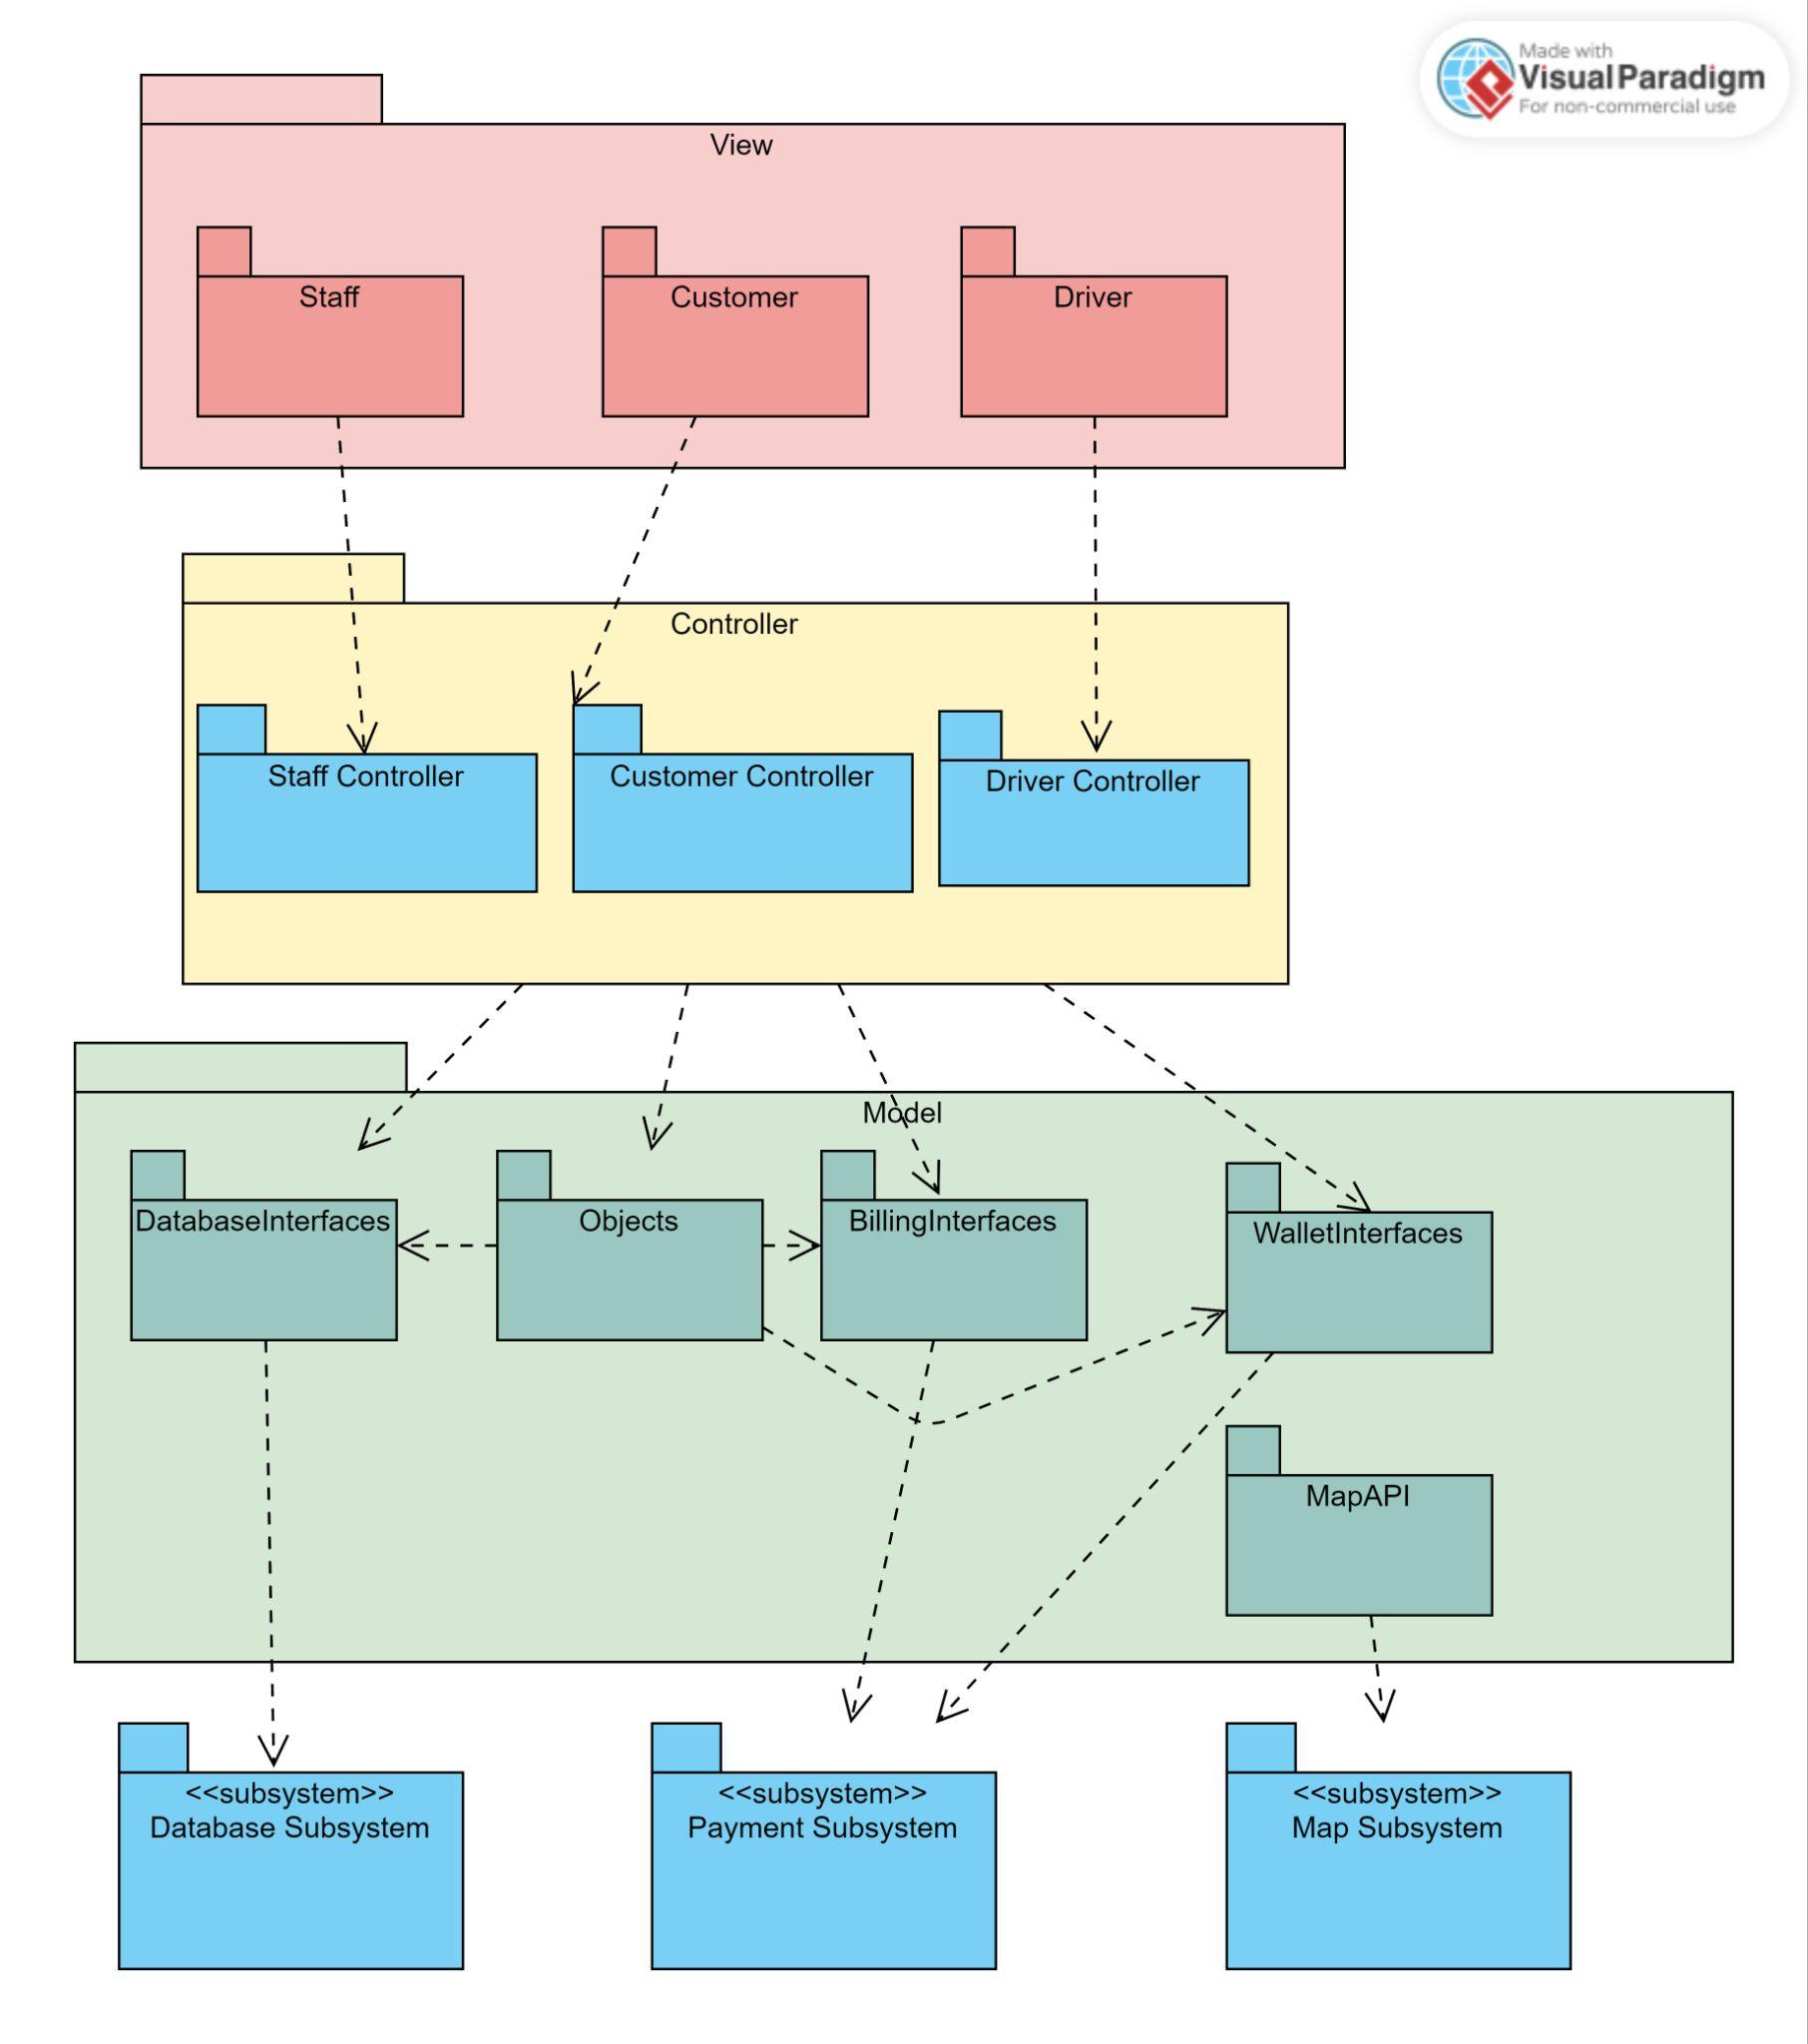 Made with
Visual Paradigm
For non-commercial use
View
Staff
Customer
Driver
Controller
Staff Controller
Customer Controller
Driver Controller
Model
DatabaseInterfaces
Objects
BillingInterfaces
WalletInterfaces
MapAPI
<<subsystem>>
Database Subsystem
<<subsystem>>
Payment Subsystem
<<subsystem>>
Map Subsystem